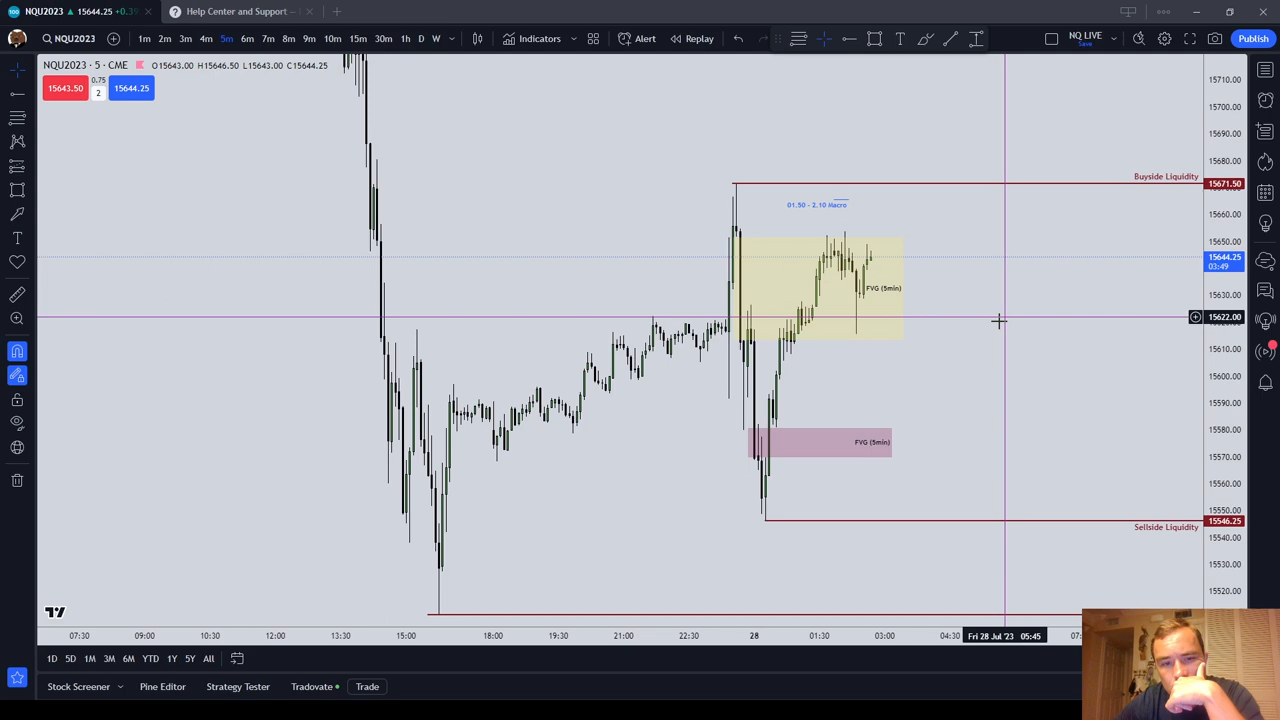 NQU2023 ▲ 15644.25 +0.3
Help Center and Support —
NQU2023 1m 2m 3m 4m 5m 6m 7m 8m 9m 10m 15m 30m 1h D W Indicators Alert Replay NQ LIVE Save Publish
NQU2023 · 5 · CME O15643.00 H15646.50 L15643.00 C15644.25
15643.50 0.75 2 15644.25
15710.00
15700.00
15690.00
15680.00
Buyside Liquidity 15671.50
01.50 - 2.10 Macro
15660.00
15650.00
15644.25
03:49
FVG (5min)
15630.00
15622.00
15610.00
15600.00
15590.00
15580.00
FVG (5min)
15570.00
15560.00
15550.00
15546.25
Sellside Liquidity
15540.00
15530.00
15520.00
07:30 09:00 10:30 12:00 13:30 15:00 18:00 19:30 21:00 22:30 28 01:30 03:00 04:30 Fri 28 Jul '23 05:45
1D 5D 1M 3M 6M YTD 1Y 5Y All
Stock Screener Pine Editor Strategy Tester Tradovate Trade